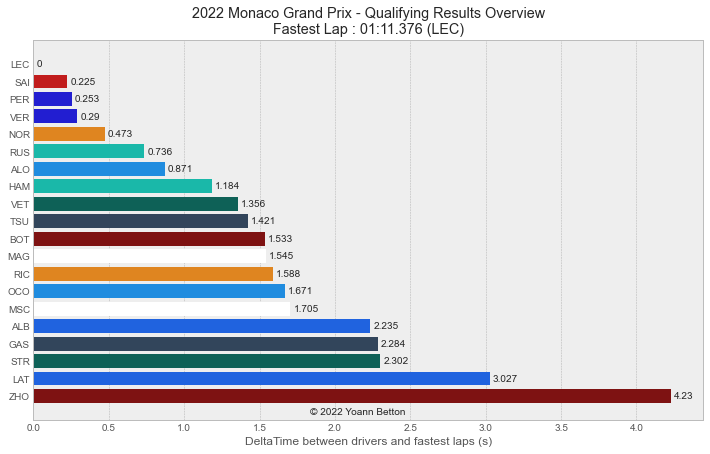 2022 Monaco Grand Prix - Qualifying Results Overview
Fastest Lap : 01:11.376 (LEC)
LEC 0
SAI 0.225
PER 0.253
VER 0.29
NOR 0.473
RUS 0.736
ALO 0.871
HAM 1.184
VET 1.356
TSU 1.421
BOT 1.533
MAG 1.545
RIC 1.588
OCO 1.671
MSC 1.705
ALB 2.235
GAS 2.284
STR 2.302
LAT 3.027
ZHO 4.23
© 2022 Yoann Betton
0.0 0.5 1.0 1.5 2.0 2.5 3.0 3.5 4.0
DeltaTime between drivers and fastest laps (s)